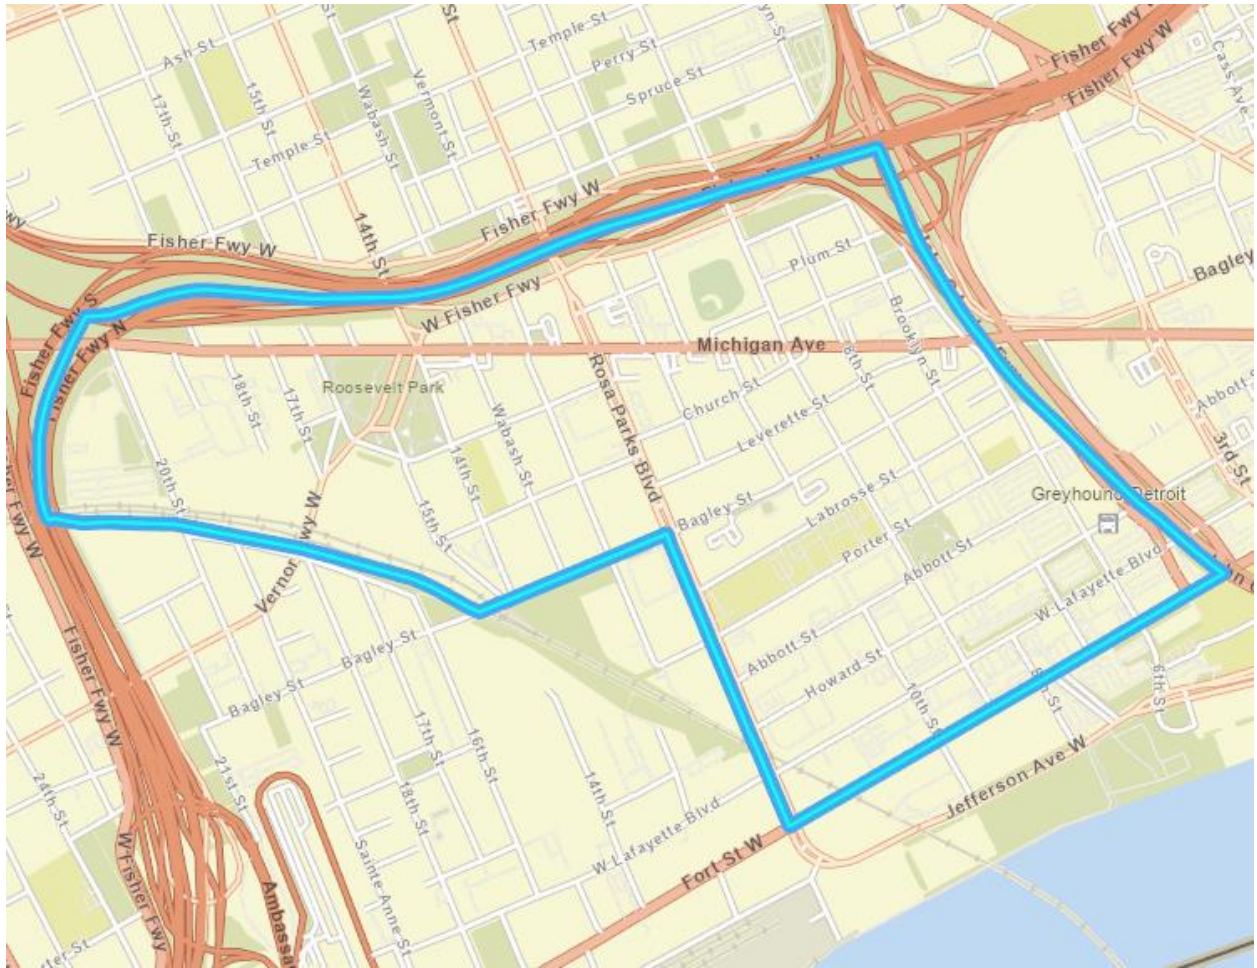 Fisher Fwy W
Temple St
Ash St
Perry St
Spruce St
Fisher Fwy W
Cass Ave
Vermont St
Wabash St
15th St
17th St
Temple St
Fisher Fwy W
14th St
Fisher Fwy W
Plum St
Bagley
W Fisher Fwy
Fisher Fwy S
Fisher Fwy N
Brooklyn St
Michigan Ave
8th St
Roosevelt Park
Rosa Parks Blvd
Church St
Leverette St
18th St
17th St
Wabash St
14th St
3rd St
20th St
Greyhound Detroit
Labrosse St
Bagley St
Porter St
Abbott St
15th St
Vernor
wy W
W Lafayette Blvd
Abbott St
Howard St
Bagley St
Bagley St
Fisher Fwy W
10th St
6th St
17th St
16th St
21st St
14th St
24th St
18th St
Jefferson Ave W
W Lafayette Blvd
Fort St W
W Fisher Fwy
Sainte Anne St